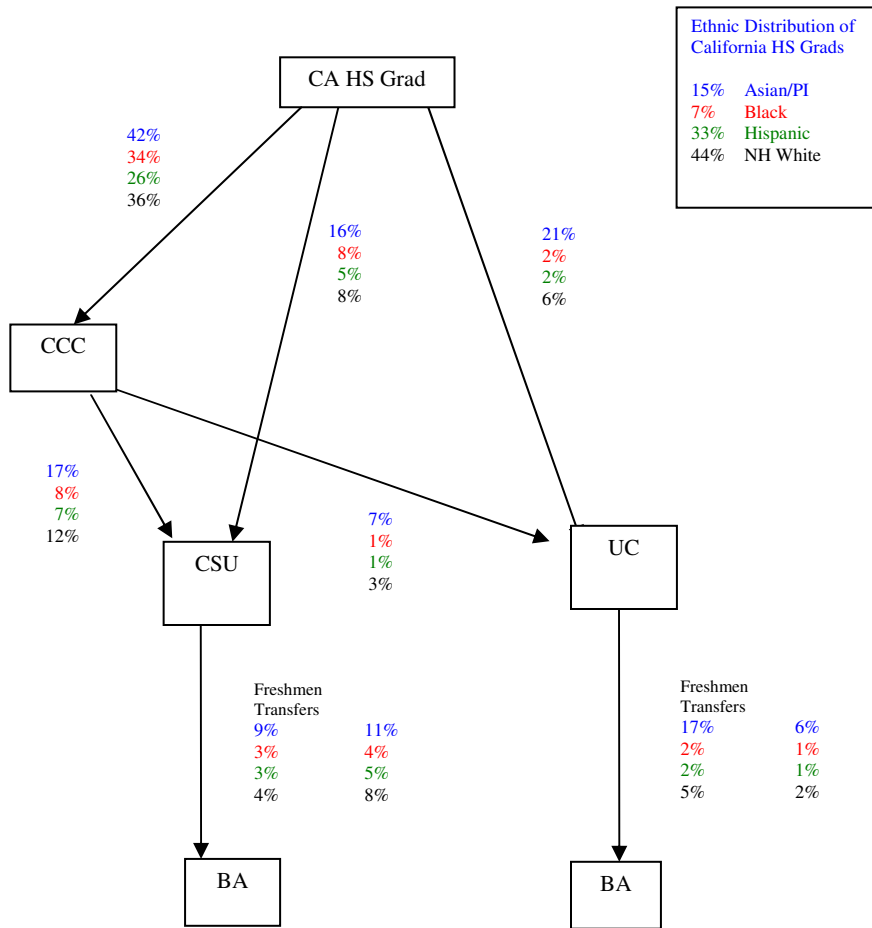 Ethnic Distribution of
California HS Grads
15% Asian/PI
7% Black
33% Hispanic
44% NH White
CA HS Grad
42%
34%
26%
36%
16%
8%
5%
8%
21%
2%
2%
6%
CCC
17%
8%
7%
12%
7%
1%
1%
3%
CSU
UC
Freshmen
Transfers
9% 11%
3% 4%
3% 5%
4% 8%
Freshmen
Transfers
17% 6%
2% 1%
2% 1%
5% 2%
BA
BA